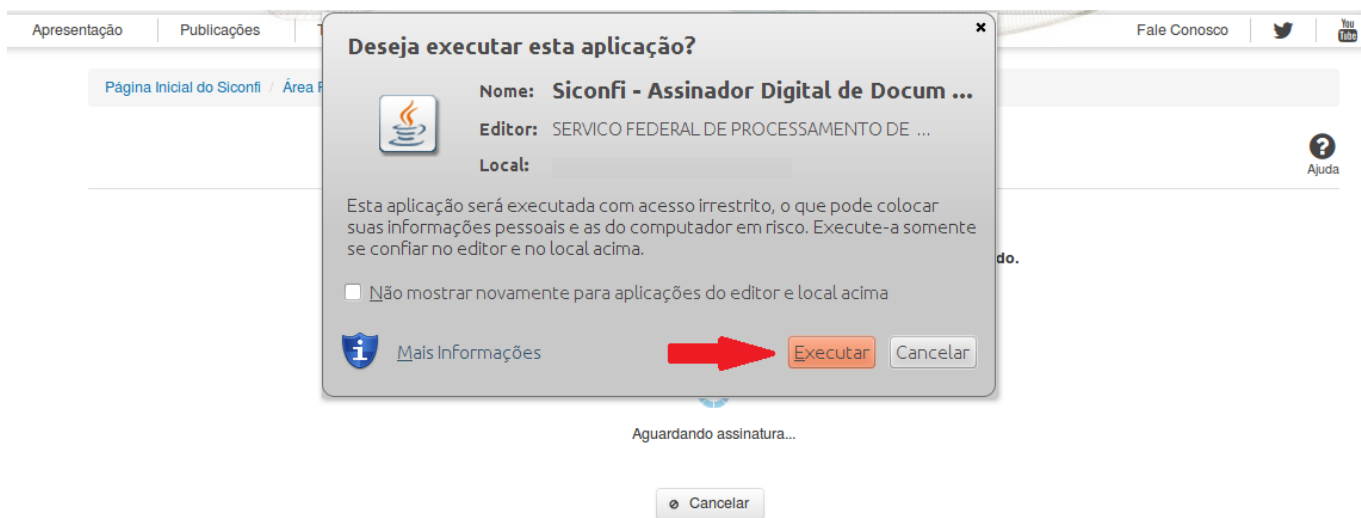 Apresentação Publicações T Fale Conosco You Tube
Página Inicial do Siconfi / Área
Ajuda
do.
Deseja executar esta aplicação?
Nome: Siconfi - Assinador Digital de Docum ...
Editor: SERVICO FEDERAL DE PROCESSAMENTO DE ...
Local:
Esta aplicação será executada com acesso irrestrito, o que pode colocar
suas informações pessoais e as do computador em risco. Execute-a somente
se confiar no editor e no local acima.
Não mostrar novamente para aplicações do editor e local acima
Mais Informações Executar Cancelar
Aguardando assinatura...
Cancelar